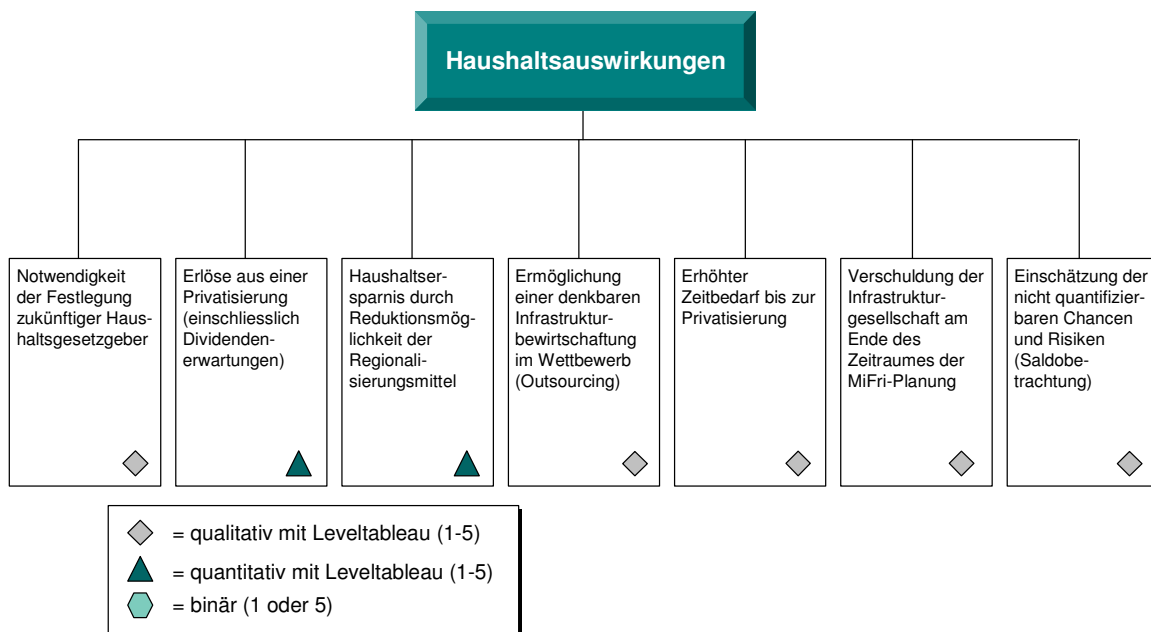 Haushaltsauswirkungen
Notwendigkeit
der Festlegung
zukünftiger Haus-
haltsgesetzgeber
Erlöse aus einer
Privatisierung
(einschliesslich
Dividenden-
erwartungen)
Haushaltser-
sparnis durch
Reduktionsmög-
lichkeit der
Regionali-
sierungsmittel
Ermöglichung
einer denkbaren
Infrastruktur-
bewirtschaftung
im Wettbewerb
(Outsourcing)
Erhöhter
Zeitbedarf bis zur
Privatisierung
Verschuldung der
Infrastruktur-
gesellschaft am
Ende des
Zeitraumes der
MiFri-Planung
Einschätzung der
nicht quantifizier-
baren Chancen
und Risiken
(Saldobe-
trachtung)
= qualitativ mit Leveltableau (1-5)
= quantitativ mit Leveltableau (1-5)
= binär (1 oder 5)